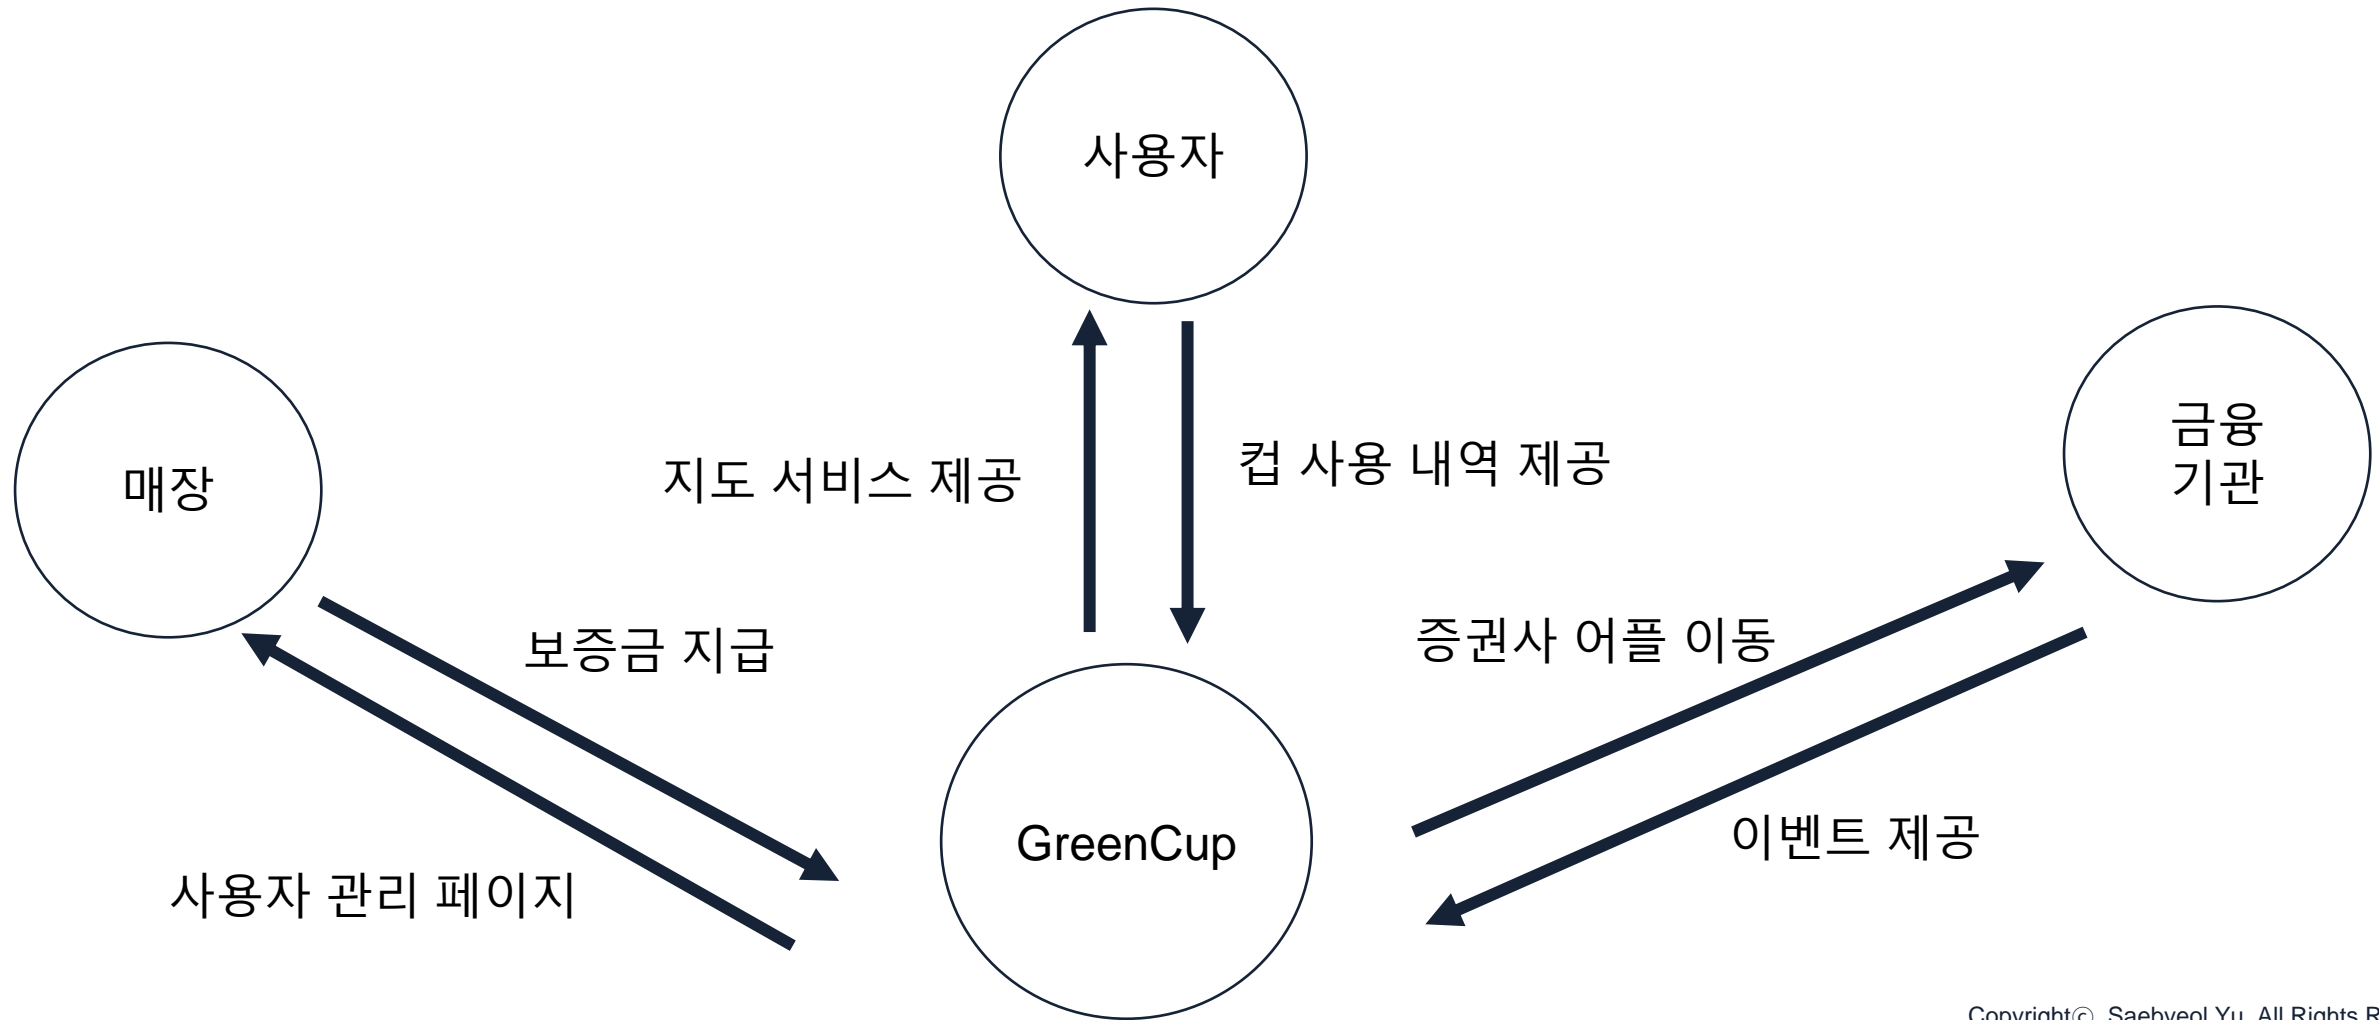 사용자
매장
금융
기관
지도 서비스 제공
컵 사용 내역 제공
보증금 지급
증권사 어플 이동
GreenCup
이벤트 제공
사용자 관리 페이지
Copyrightⓒ. Saebyeol Yu. All Rights